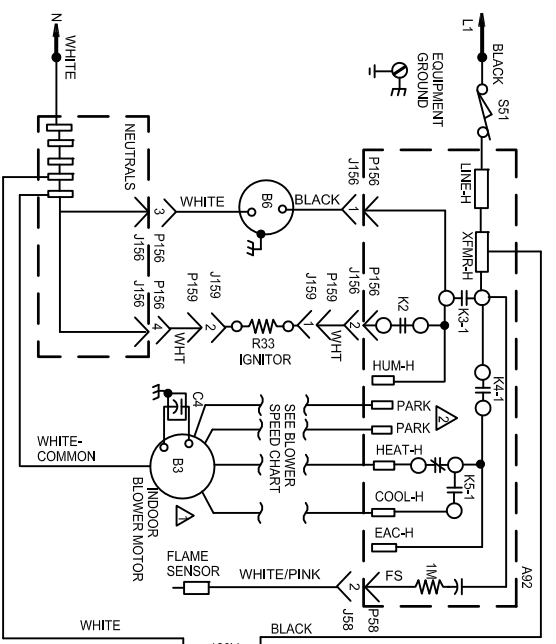 N
WHITE
NEUTRALS
3
J156
P156
WHITE
B6
BLACK
J156
P156
1
4
J156
P156
WHT
P159
J159
2
R33
IGNITOR
1
J159
P159
WHT
J156
P156
2
K2
L1
BLACK
S51
EQUIPMENT
GROUND
LINE-H
XFMR-H
K3-1
K4-1
HUM-H
PARK
PARK
2
HEAT-H
K5-1
COOL-H
EAC-H
A92
C4
B3
INDOOR
BLOWER MOTOR
1
SEE BLOWER
SPEED CHART
WHITE-
COMMON
FLAME
SENSOR
WHITE/PINK
2
J58
P58
FS
1M
WHITE
BLACK